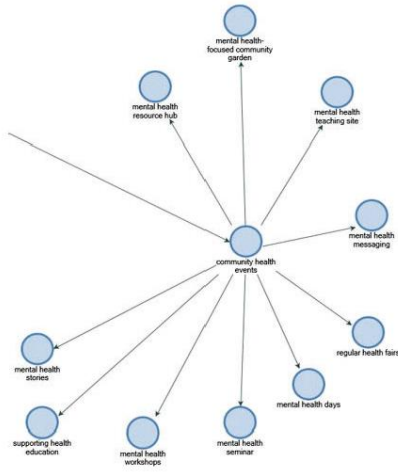 mental health-
focused community
garden
mental health
resource hub
mental health
teaching site
mental health
messaging
community health
events
regular health fairs
mental health
stories
mental health days
supporting health
education
mental health
workshops
mental health
seminar